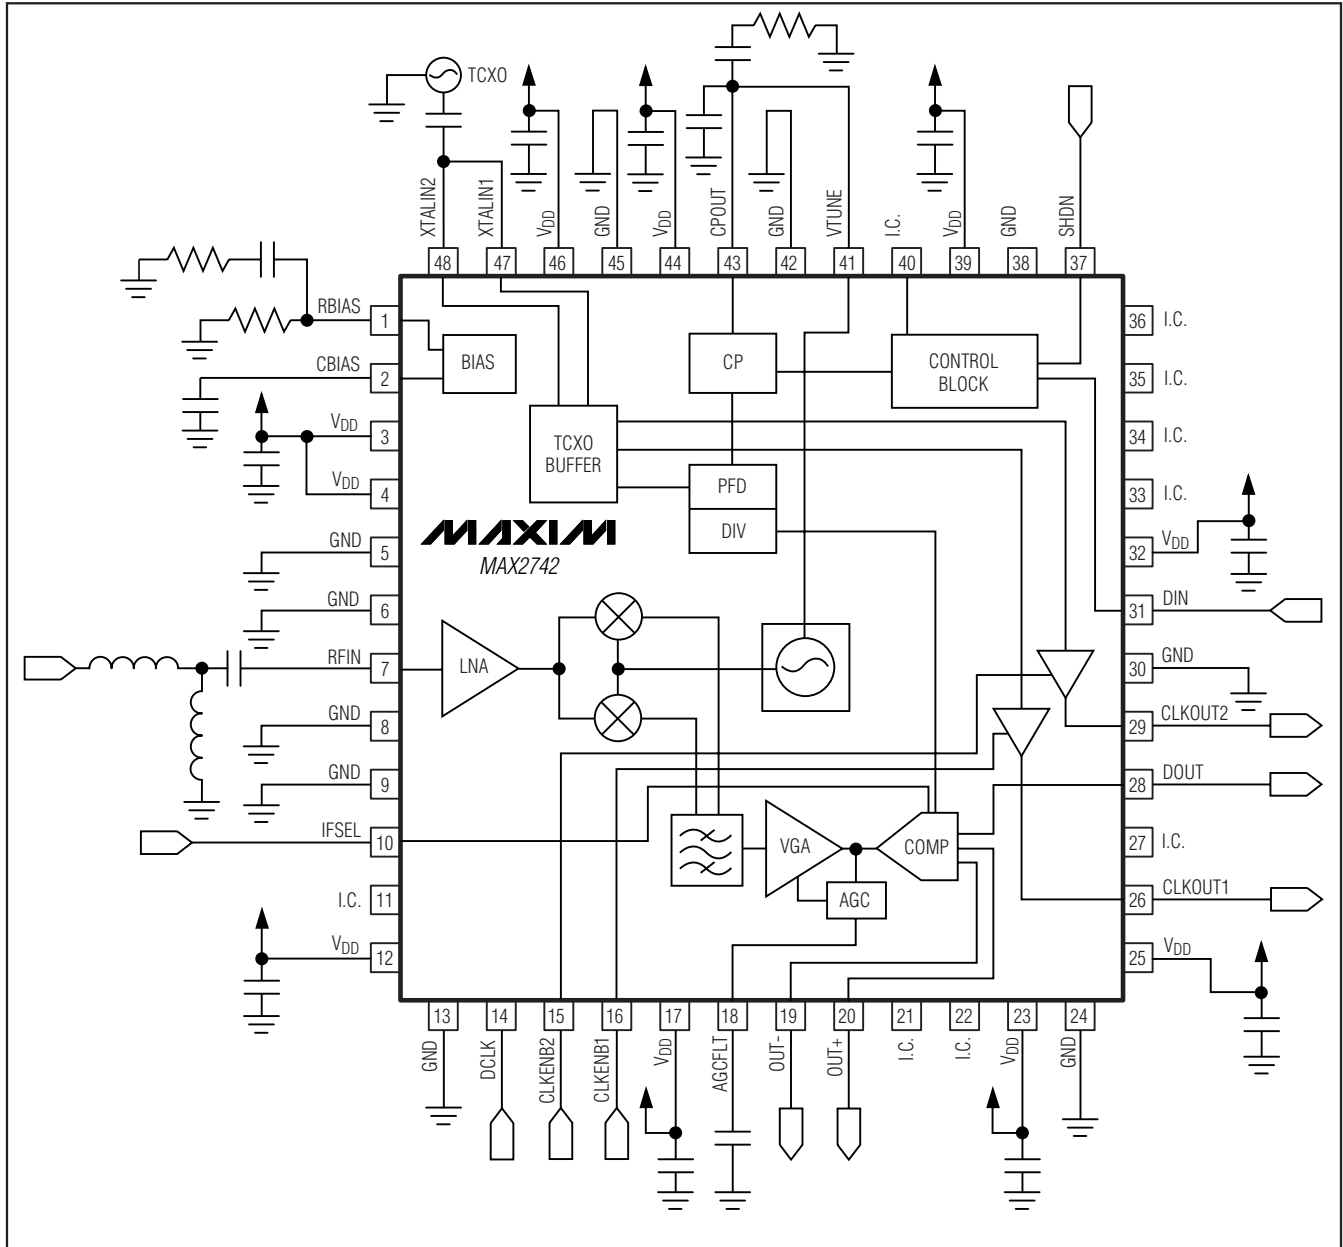 TCXO
XTALIN2
XTALIN1
VDD
GND
VDD
CPOUT
GND
VTUNE
I.C.
VDD
GND
SHDN
48
47
46
45
44
43
42
41
40
39
38
37
RBIAS
1
CBIAS
2
VDD
3
VDD
4
GND
5
GND
6
RFIN
7
GND
8
GND
9
IFSEL
10
I.C.
11
VDD
12
BIAS
TCXO
BUFFER
CP
CONTROL
BLOCK
PFD
DIV
MAXIM
MAX2742
LNA
VGA
COMP
AGC
36
I.C.
35
I.C.
34
I.C.
33
I.C.
32
VDD
31
DIN
30
GND
29
CLKOUT2
28
DOUT
27
I.C.
26
CLKOUT1
25
VDD
13
14
15
16
17
18
19
20
21
22
23
24
GND
DCLK
CLKENB2
CLKENB1
VDD
AGCFLT
OUT-
OUT+
I.C.
I.C.
VDD
GND